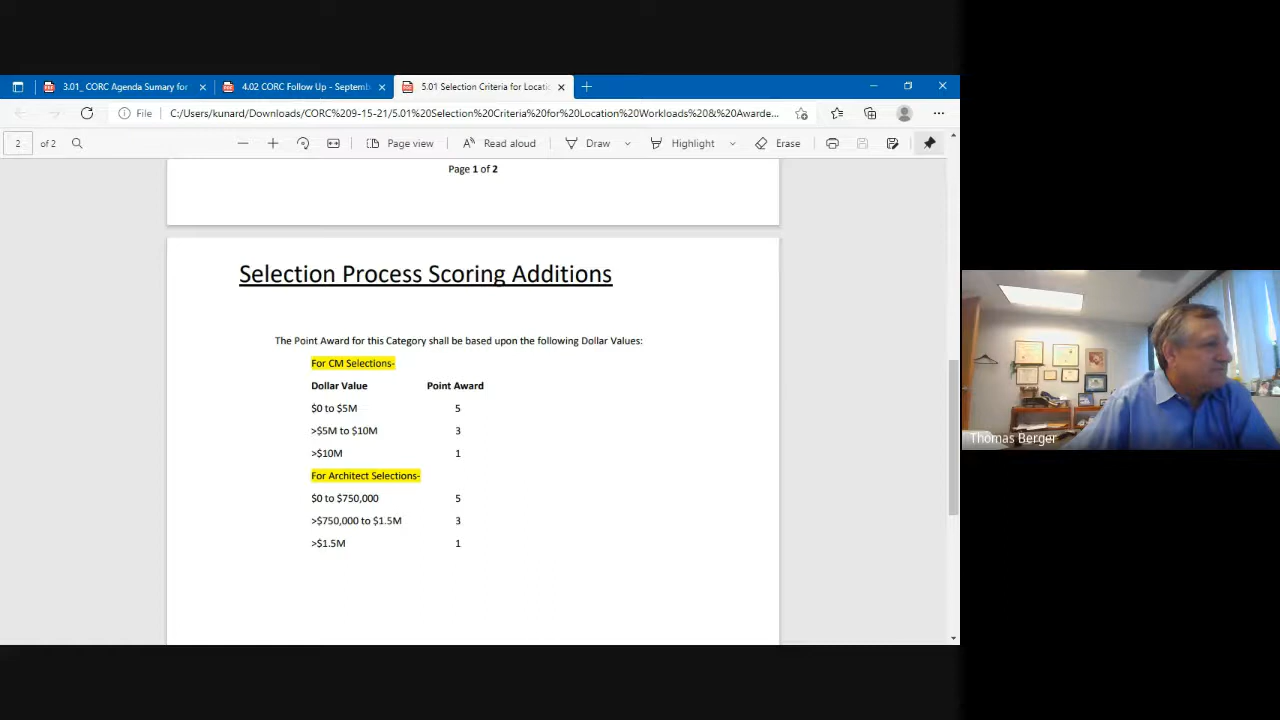 3.01_ CORC Agenda Sumary for
4.02 CORC Follow Up - Septemb
5.01 Selection Criteria for Locatio
File
C:/Users/kunard/Downloads/CORC%209-15-21/5.01%20Selection%20Criteria%20for%20Location%20Workloads%20&%20Awarde...
2 of 2
Page view
Read aloud
Draw
Highlight
Erase
Page 1 of 2
Selection Process Scoring Additions
The Point Award for this Category shall be based upon the following Dollar Values:
For CM Selections-
Dollar Value Point Award
$0 to $5M 5
>$5M to $10M 3
>$10M 1
For Architect Selections-
$0 to $750,000 5
>$750,000 to $1.5M 3
>$1.5M 1
Thomas Berger